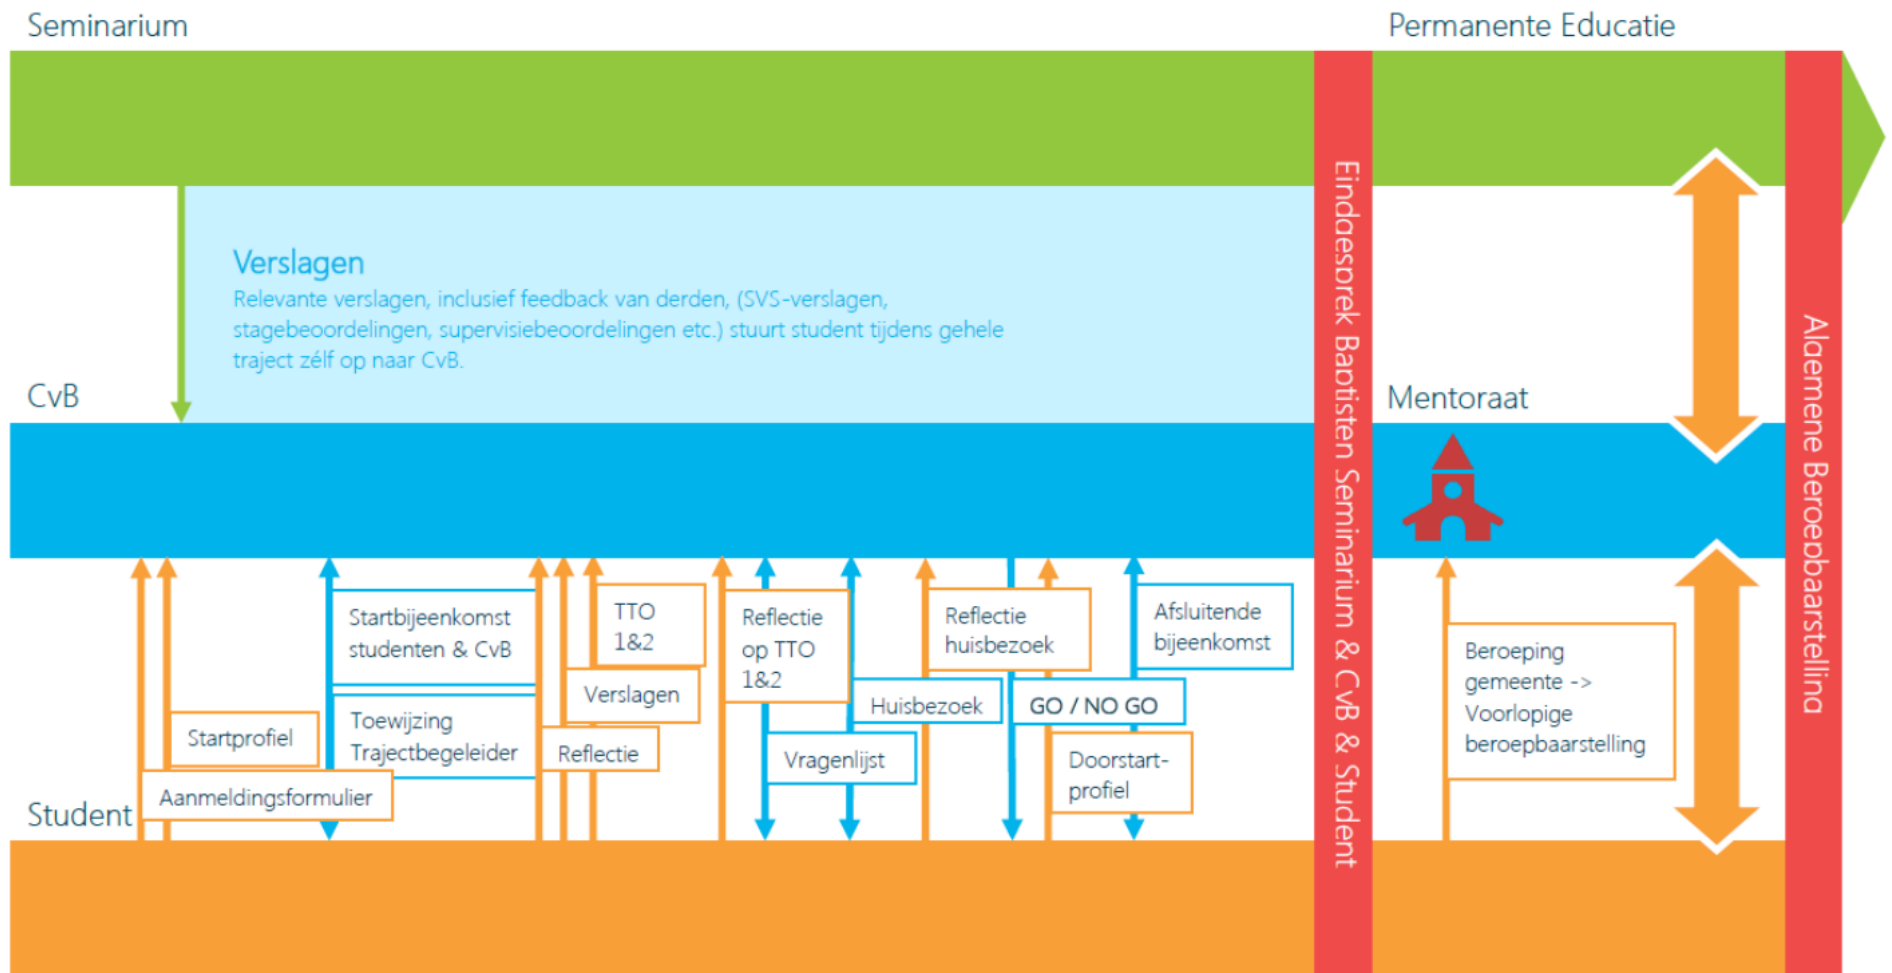 Seminarium
Permanente Educatie
Verslagen
Relevante verslagen, inclusief feedback van derden, (SVS-verslagen,
stagebeoordelingen, supervisiebeoordelingen etc.) stuurt student tijdens gehele
traject zélf op naar CvB.
CvB
Mentoraat
Eindgesprek Baptisten Seminarium & CvB & Student
Algemene Beroepbaarstelling
Startbijeenkomst
studenten & CvB
Toewijzing
Trajectbegeleider
Startprofiel
Aanmeldingsformulier
TTO
1&2
Verslagen
Reflectie
Reflectie
op TTO
1&2
Vragenlijst
Huisbezoek
Reflectie
huisbezoek
GO / NO GO
Doorstart-
profiel
Afsluitende
bijeenkomst
Beroeping
gemeente ->
Voorlopige
beroepbaarstelling
Student